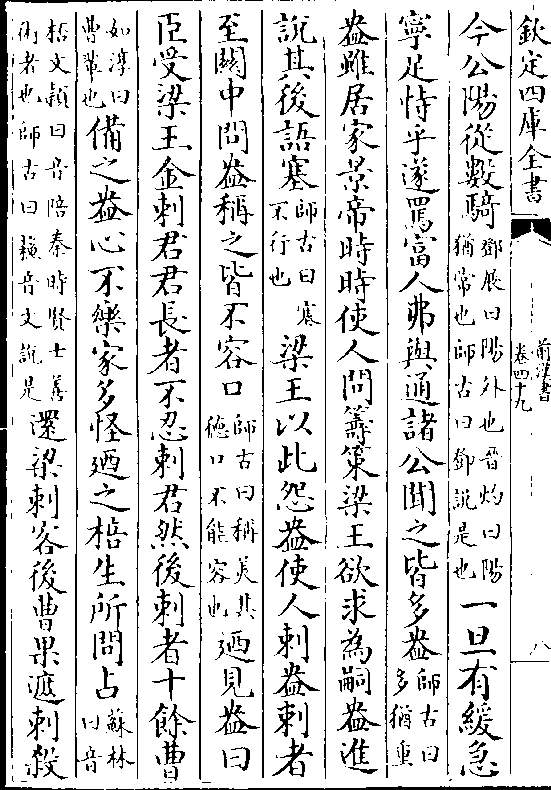 欽定四庫全書
前漢書
卷四十九
八
今公陽從數騎鄧展曰陽外也晉灼曰陽猶常也師古曰鄧說是也一旦有緩急
寧足恃乎遂罵富人弗與通諸公聞之皆多盎師古曰多猶重
盎雖居家景帝時時使人問籌策梁王欲求為嗣盎進
說其後語塞師古曰塞不行也梁王以此怨盎使人刺盎刺者
至關中問盎稱之皆不容口師古曰稱美其德口不能容也廼見盎曰
臣受梁王金刺君君長者不忍刺君然後刺者十餘曹
如淳曰曹輩也備之盎心不樂家多怪廼之棓生所問占蘇林曰音
棓文穎曰音陪秦時賢士善術者也師古曰蘓音文說是還梁刺客後曹果遮刺殺